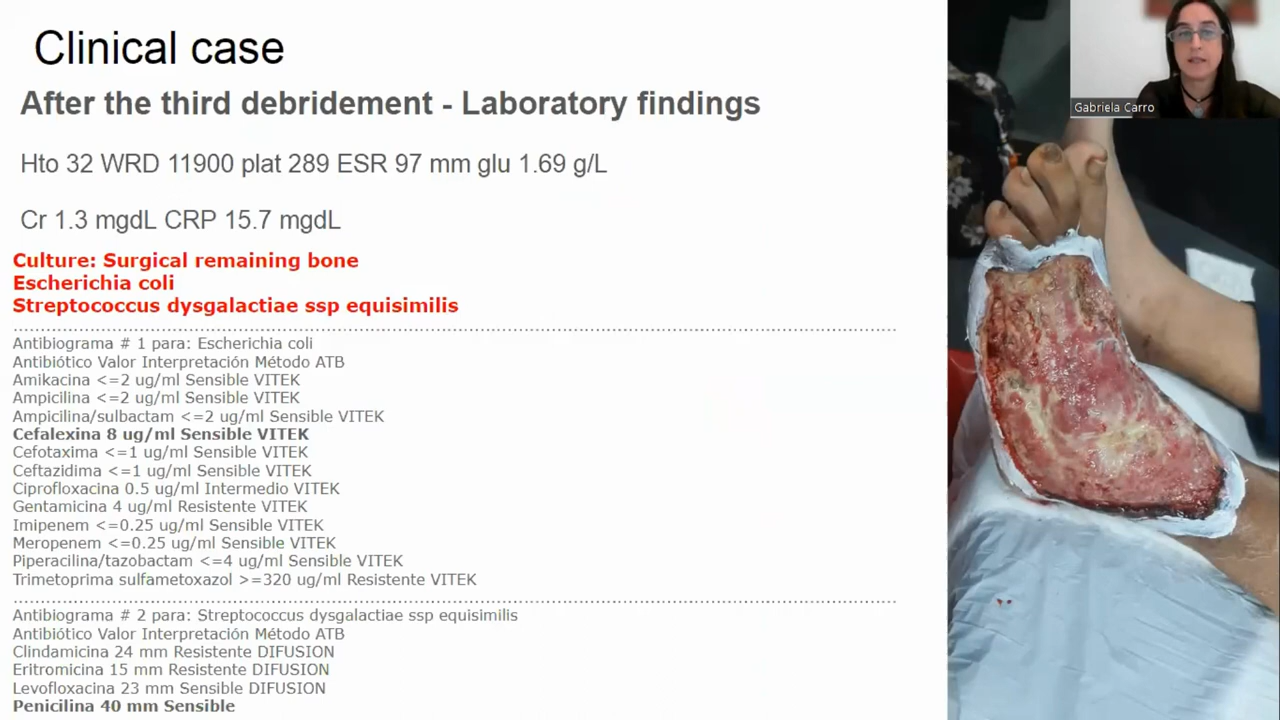 Clinical case
After the third debridement - Laboratory findings
Hto 32 WRD 11900 plat 289 ESR 97 mm glu 1.69 g/L
Cr 1.3 mgdL CRP 15.7 mgdL
Culture: Surgical remaining bone
Escherichia coli
Streptococcus dysgalactiae ssp equisimilis
Antibiograma # 1 para: Escherichia coli
Antibiótico Valor Interpretación Método ATB
Amikacina <=2 ug/ml Sensible VITEK
Ampicilina <=2 ug/ml Sensible VITEK
Ampicilina/sulbactam <=2 ug/ml Sensible VITEK
Cefalexina 8 ug/ml Sensible VITEK
Cefotaxima <=1 ug/ml Sensible VITEK
Ceftazidima <=1 ug/ml Sensible VITEK
Ciprofloxacina 0.5 ug/ml Intermedio VITEK
Gentamicina 4 ug/ml Resistente VITEK
Imipenem <=0.25 ug/ml Sensible VITEK
Meropenem <=0.25 ug/ml Sensible VITEK
Piperacilina/tazobactam <=4 ug/ml Sensible VITEK
Trimetoprima sulfametoxazol >=320 ug/ml Resistente VITEK
Antibiograma # 2 para: Streptococcus dysgalactiae ssp equisimilis
Antibiótico Valor Interpretación Método ATB
Clindamicina 24 mm Resistente DIFUSION
Eritromicina 15 mm Resistente DIFUSION
Levofloxacina 23 mm Sensible DIFUSION
Penicilina 40 mm Sensible
Gabriela Carro